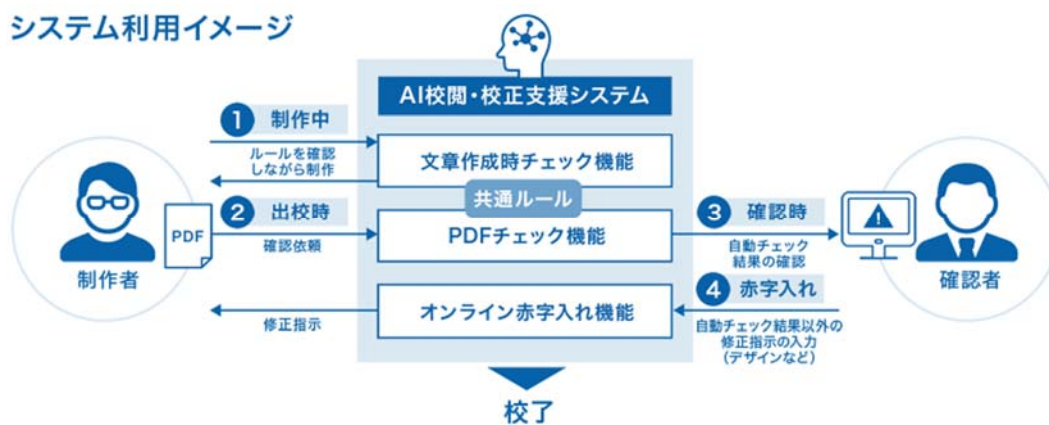 システム利用イメージ
AI校閲・校正支援システム
1 制作中
ルールを確認
しながら制作
文章作成時チェック機能
共通ルール
2 出校時
確認依頼
PDFチェック機能
3 確認時
自動チェック
結果の確認
PDF
制作者
確認者
オンライン赤字入れ機能
修正指示
4 赤字入れ
自動チェック結果以外の
修正指示の入力
(デザインなど)
校了